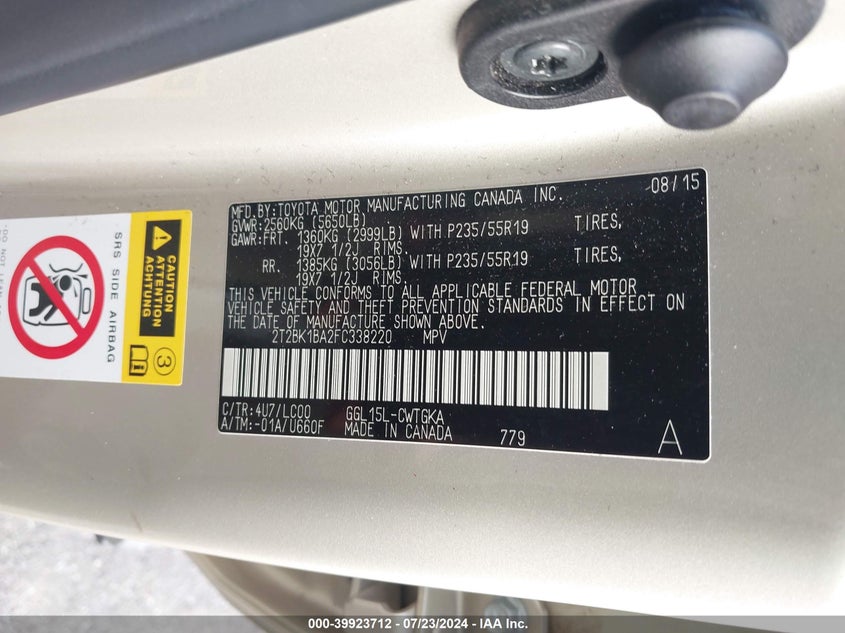 MFD.BY:TOYOTA MOTOR MANUFACTURING CANADA INC. 08/15
GVWR:2560KG (5650LB)
GAWR:FRT. 1360KG (2999LB) WITH P235/55R19 TIRES,
19X7 1/2J RIMS.
RR. 1385KG (3056LB) WITH P235/55R19 TIRES,
19X7 1/2J RIMS.
THIS VEHICLE CONFORMS TO ALL APPLICABLE FEDERAL MOTOR
VEHICLE SAFETY AND THEFT PREVENTION STANDARDS IN EFFECT ON
THE DATE OF MANUFACTURE SHOWN ABOVE.
2T2BK1BA2FC338220 MPV
C/TR:4U7/LC00 GGL15L-CWTGKA
A/TM:-01A/U660F MADE IN CANADA 779 A
CAUTION
ATTENTION
ACHTUNG
3
SRS SIDE AIRBAG
000-39923712 - 07/23/2024 - IAA Inc.